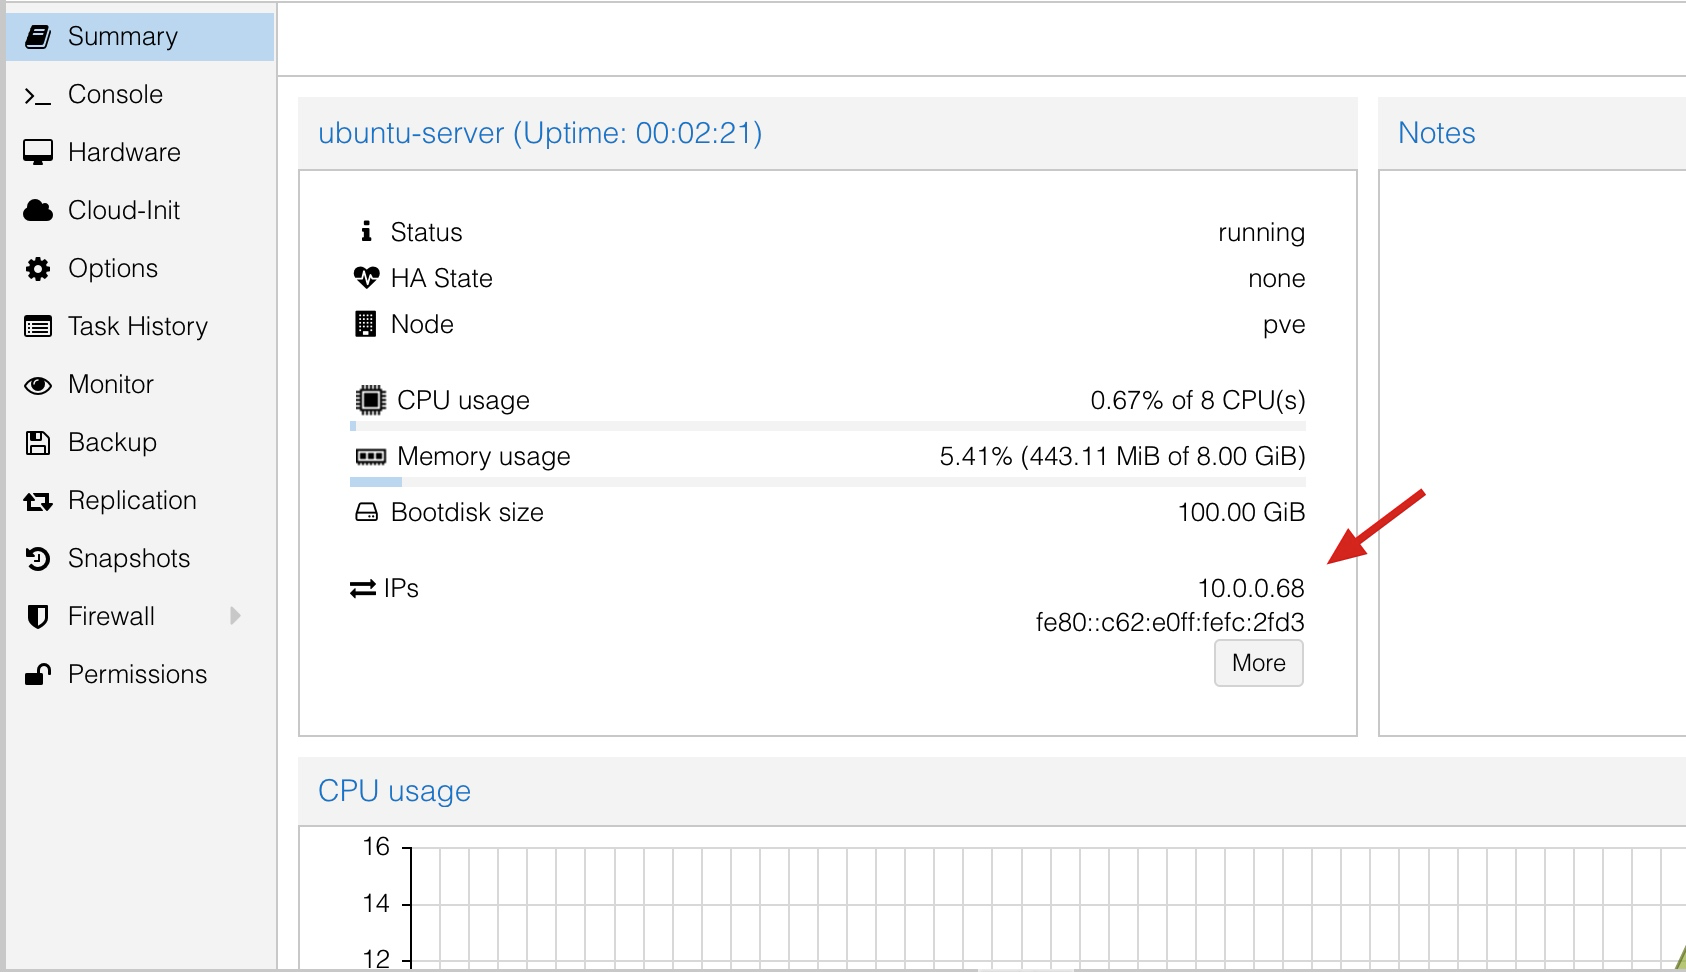 Summary
Console
Hardware
Cloud-Init
Options
Task History
Monitor
Backup
Replication
Snapshots
Firewall
Permissions
ubuntu-server (Uptime: 00:02:21)
Status running
HA State none
Node pve
CPU usage 0.67% of 8 CPU(s)
Memory usage 5.41% (443.11 MiB of 8.00 GiB)
Bootdisk size 100.00 GiB
IPs 10.0.0.68
fe80::c62:e0ff:fefc:2fd3
More
Notes
CPU usage
16
14
12